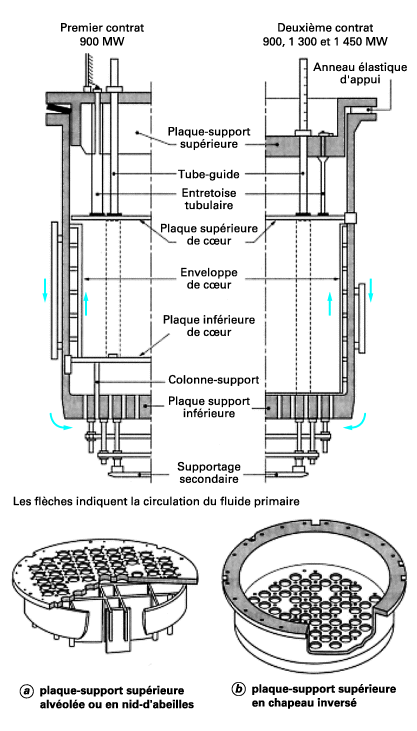 Premier contrat
900 MW
Deuxième contrat
900, 1 300 et 1 450 MW
Anneau élastique
d'appui
Plaque-support
supérieure
Tube-guide
Entretoise
tubulaire
Plaque supérieure
de cœur
Enveloppe
de cœur
Plaque inférieure
de cœur
Colonne-support
Plaque support
inférieure
Supportage
secondaire
Les flèches indiquent la circulation du fluide primaire
a plaque-support supérieure
alvéolée ou en nid-d'abeilles
b plaque-support supérieure
en chapeau inversé